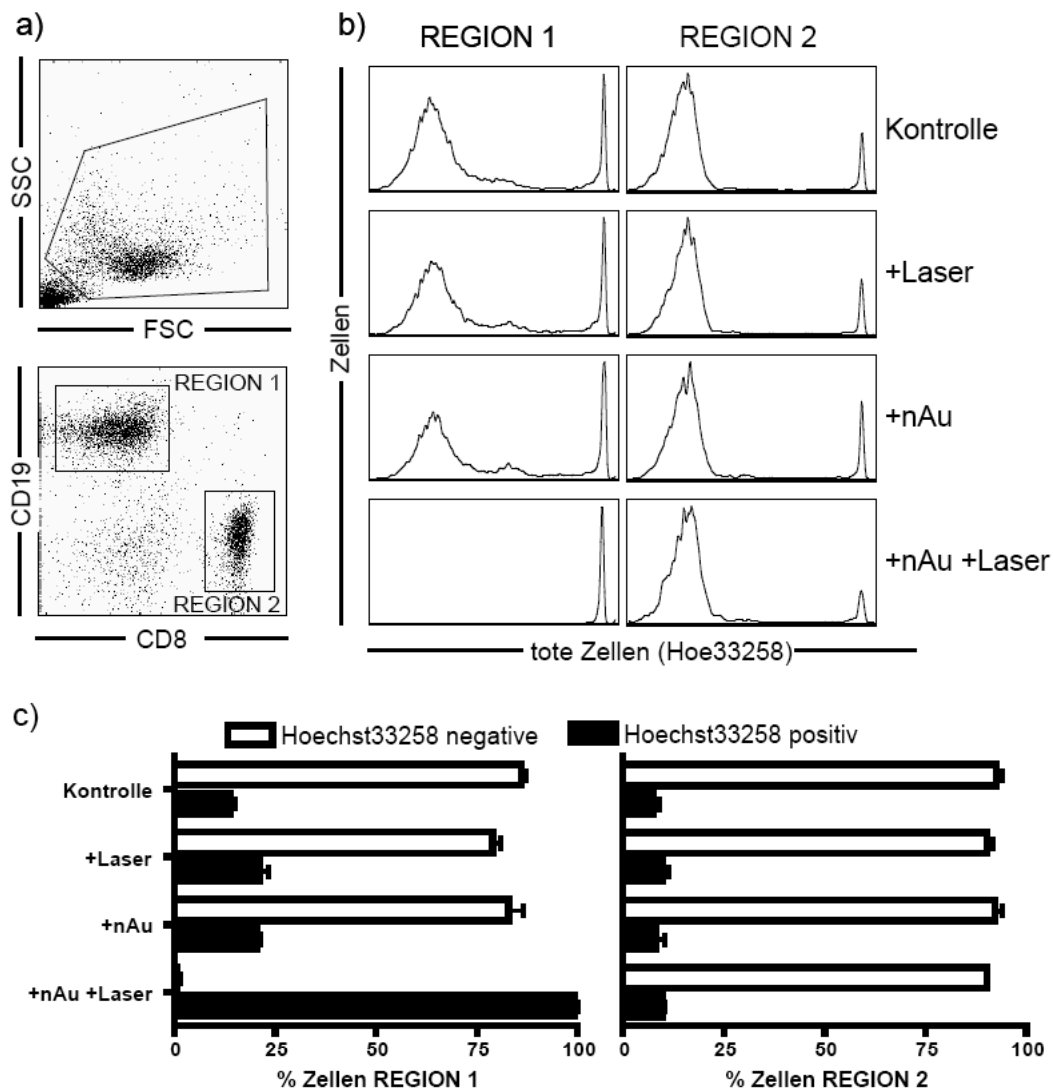 a)
SSC
FSC
CD19
REGION 1
REGION 2
CD8
b)
REGION 1
REGION 2
Zellen
Kontrolle
+Laser
+nAu
+nAu +Laser
tote Zellen (Hoe33258)
c)
Hoechst33258 negative
Hoechst33258 positiv
Kontrolle
+Laser
+nAu
+nAu +Laser
0 25 50 75 100
% Zellen REGION 1
0 25 50 75 100
% Zellen REGION 2